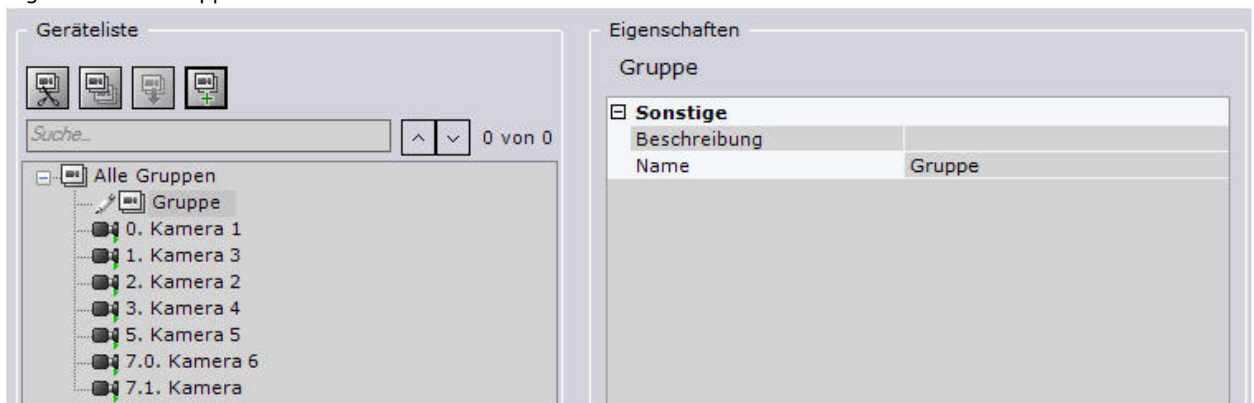 Geräteliste
Suche...
0 von 0
Alle Gruppen
Gruppe
0. Kamera 1
1. Kamera 3
2. Kamera 2
3. Kamera 4
5. Kamera 5
7.0. Kamera 6
7.1. Kamera
Eigenschaften
Gruppe
Sonstige
Beschreibung
Name Gruppe